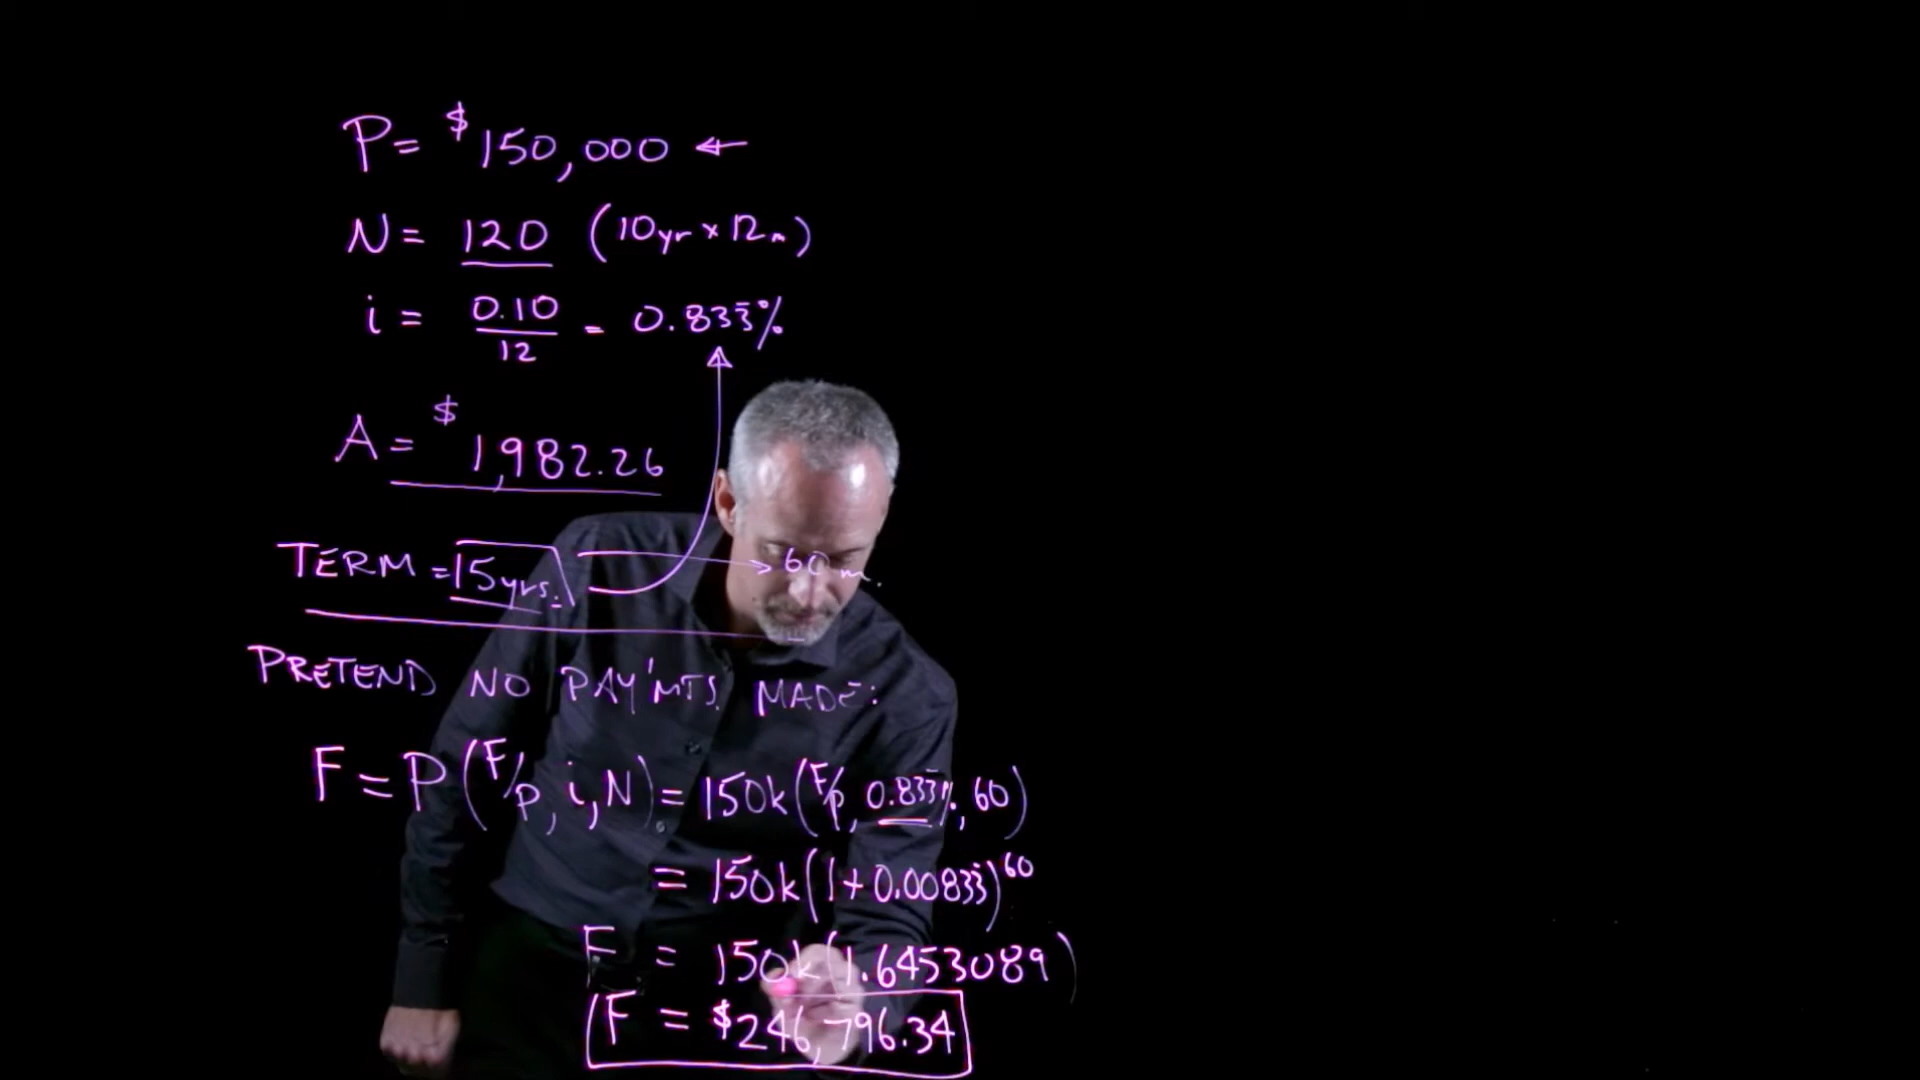 P = $150,000 ←
N = 120 (10yr × 12m)
i = 0.10/12 = 0.833%
A = $1,982.26
TERM = 15yrs. → 60 m.
PRETEND NO PAY'MTS. MADE:
F = P(F/P, i, N) = 150k(F/P, 0.833%, 60)
= 150k(1+0.00833)^60
F = 150k(1.6453089)
F = $246,796.34